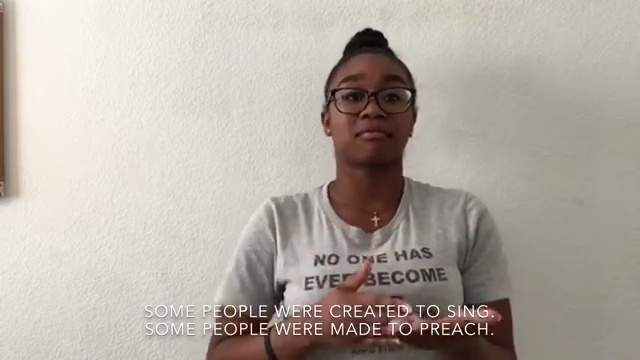 NO ONE HAS
EVER BECOME
SOME PEOPLE WERE CREATED TO SING.
SOME PEOPLE WERE MADE TO PREACH.